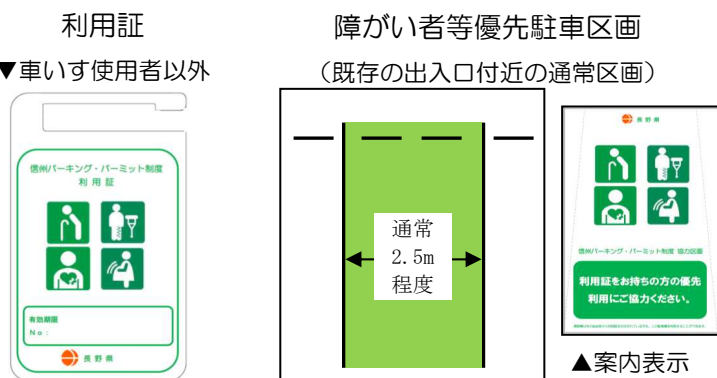 利用証
▼車いす使用者以外
信州パーキング・パーミット制度
利用証
有効期限
No:
長野県
障がい者等優先駐車区画
（既存の出入口付近の通常区画）
通常
2.5m
程度
長野県
信州パーキング・パーミット制度 協力区画
利用証をお持ちの方の優先
利用にご協力ください。
▲案内表示